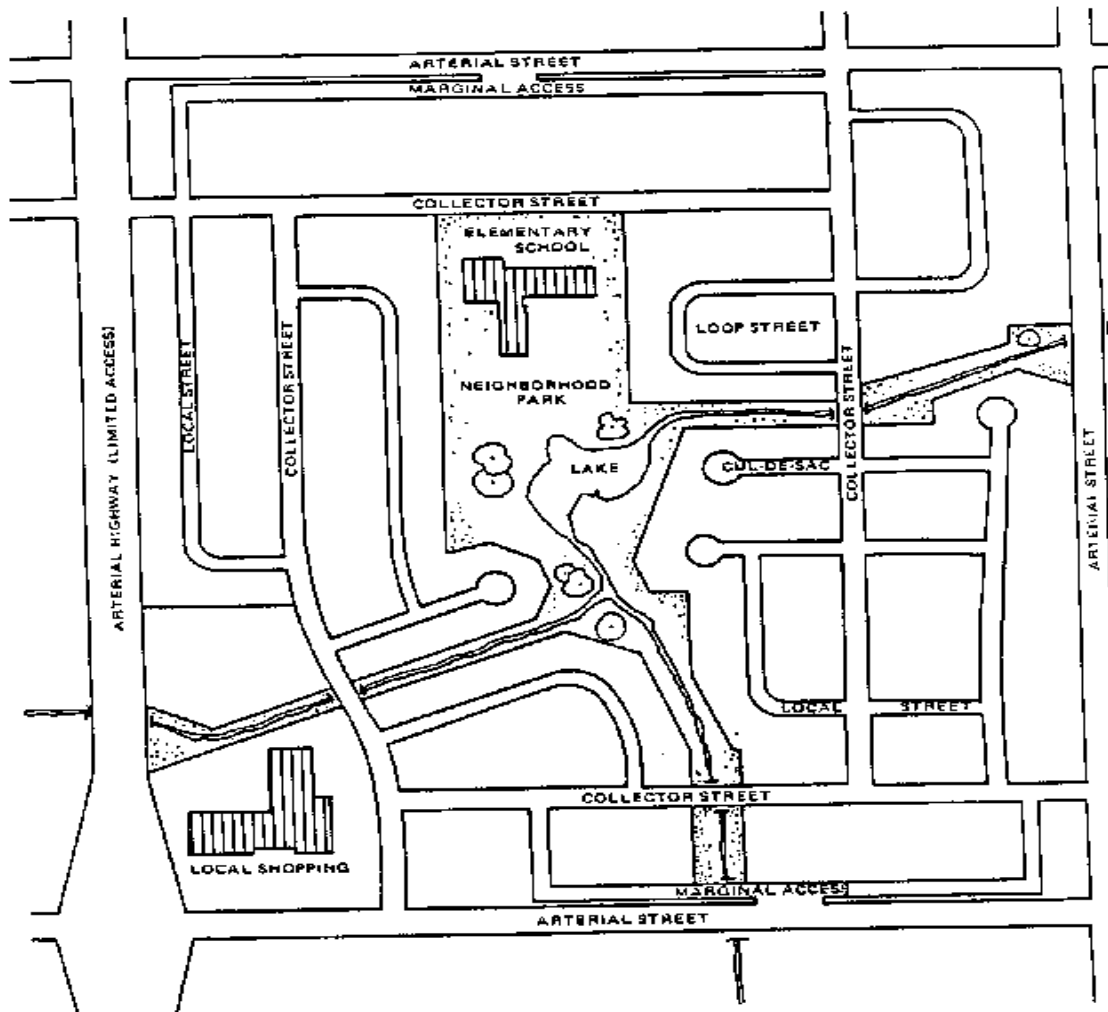 ARTERIAL STREET
MARGINAL ACCESS
COLLECTOR STREET
ELEMENTARY
SCHOOL
LOOP STREET
NEIGHBORHOOD
PARK
LAKE
CUL-DE-SAC
ARTERIAL HIGHWAY (LIMITED ACCESS)
LOCAL STREET
COLLECTOR STREET
COLLECTOR STREET
ARTERIAL STREET
LOCAL STREET
COLLECTOR STREET
LOCAL SHOPPING
MARGINAL ACCESS
ARTERIAL STREET